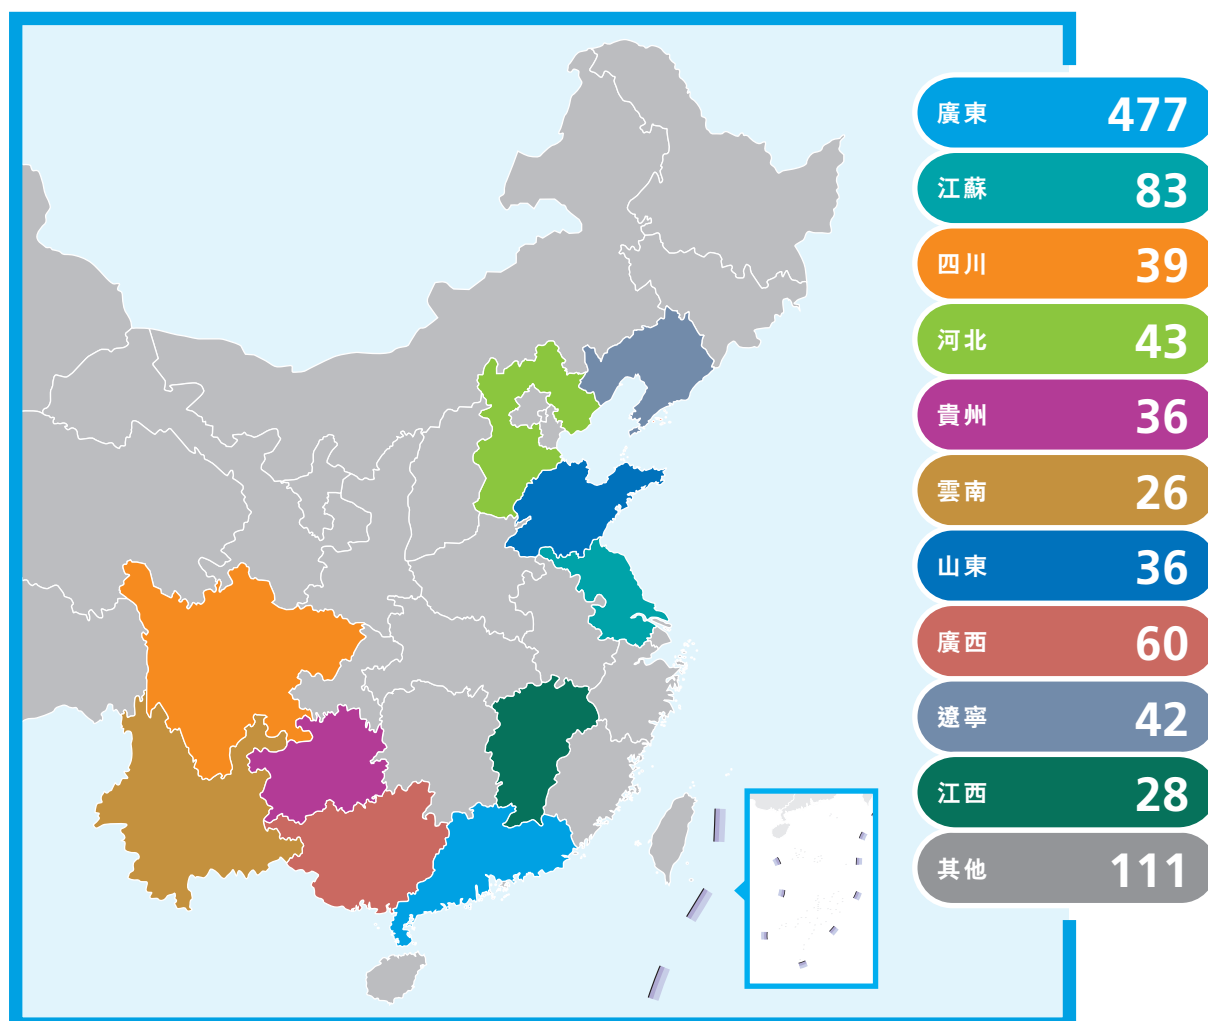 廣東 477
江蘇 83
四川 39
河北 43
貴州 36
雲南 26
山東 36
廣西 60
遼寧 42
江西 28
其他 111